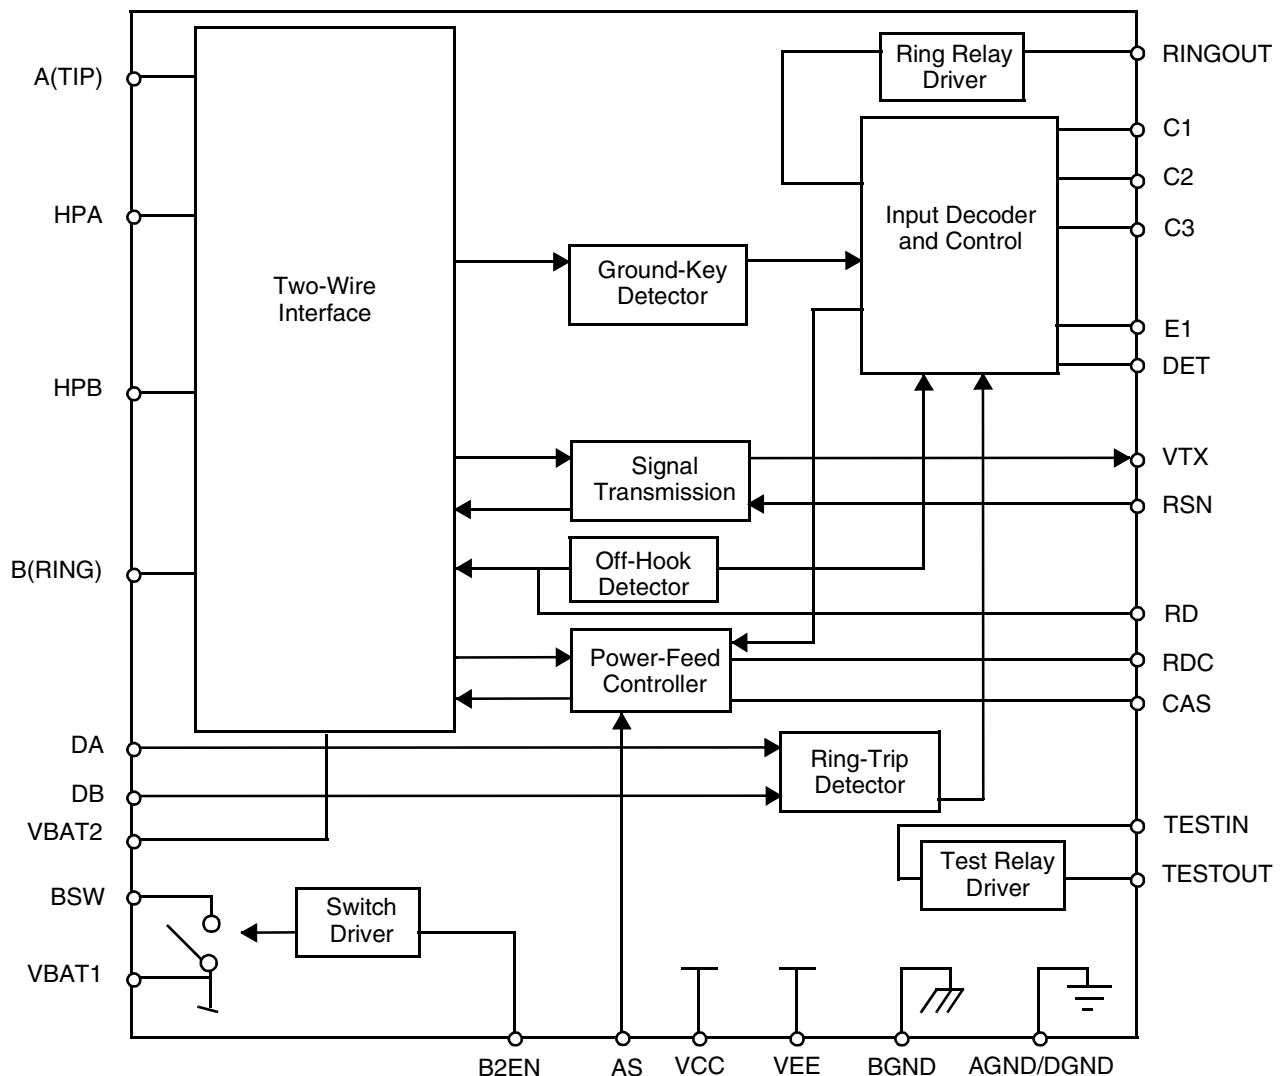 A(TIP)
HPA
HPB
B(RING)
DA
DB
VBAT2
BSW
VBAT1
Two-Wire
Interface
Ground-Key
Detector
Signal
Transmission
Off-Hook
Detector
Power-Feed
Controller
Ring-Trip
Detector
Switch
Driver
Ring Relay
Driver
Input Decoder
and Control
Test Relay
Driver
RINGOUT
C1
C2
C3
E1
DET
VTX
RSN
RD
RDC
CAS
TESTIN
TESTOUT
B2EN
AS
VCC
VEE
BGND
AGND/DGND